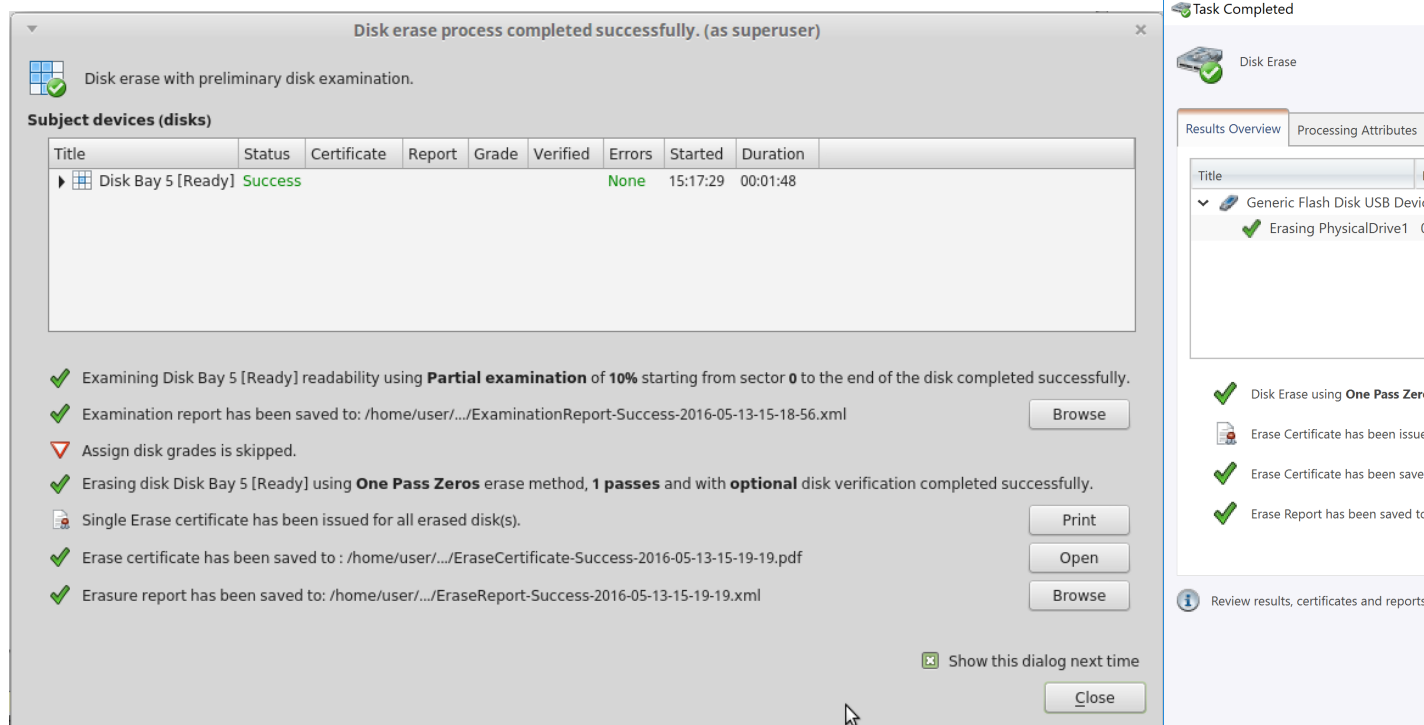 Disk erase process completed successfully. (as superuser)
Disk erase with preliminary disk examination.
Subject devices (disks)
Title Status Certificate Report Grade Verified Errors Started Duration
Disk Bay 5 [Ready] Success None 15:17:29 00:01:48
Examining Disk Bay 5 [Ready] readability using Partial examination of 10% starting from sector 0 to the end of the disk completed successfully.
Examination report has been saved to: /home/user/.../ExaminationReport-Success-2016-05-13-15-18-56.xml Browse
Assign disk grades is skipped.
Erasing disk Disk Bay 5 [Ready] using One Pass Zeros erase method, 1 passes and with optional disk verification completed successfully.
Single Erase certificate has been issued for all erased disk(s). Print
Erase certificate has been saved to : /home/user/.../EraseCertificate-Success-2016-05-13-15-19-19.pdf Open
Erasure report has been saved to: /home/user/.../EraseReport-Success-2016-05-13-15-19-19.xml Browse
Show this dialog next time
Close
Task Completed
Disk Erase
Results Overview Processing Attributes
Title
Generic Flash Disk USB
Erasing PhysicalDrive1
Disk Erase using One Pass
Erase Certificate has been
Erase Certificate has been
Erase Report has been saved
Review results, certificates and reports